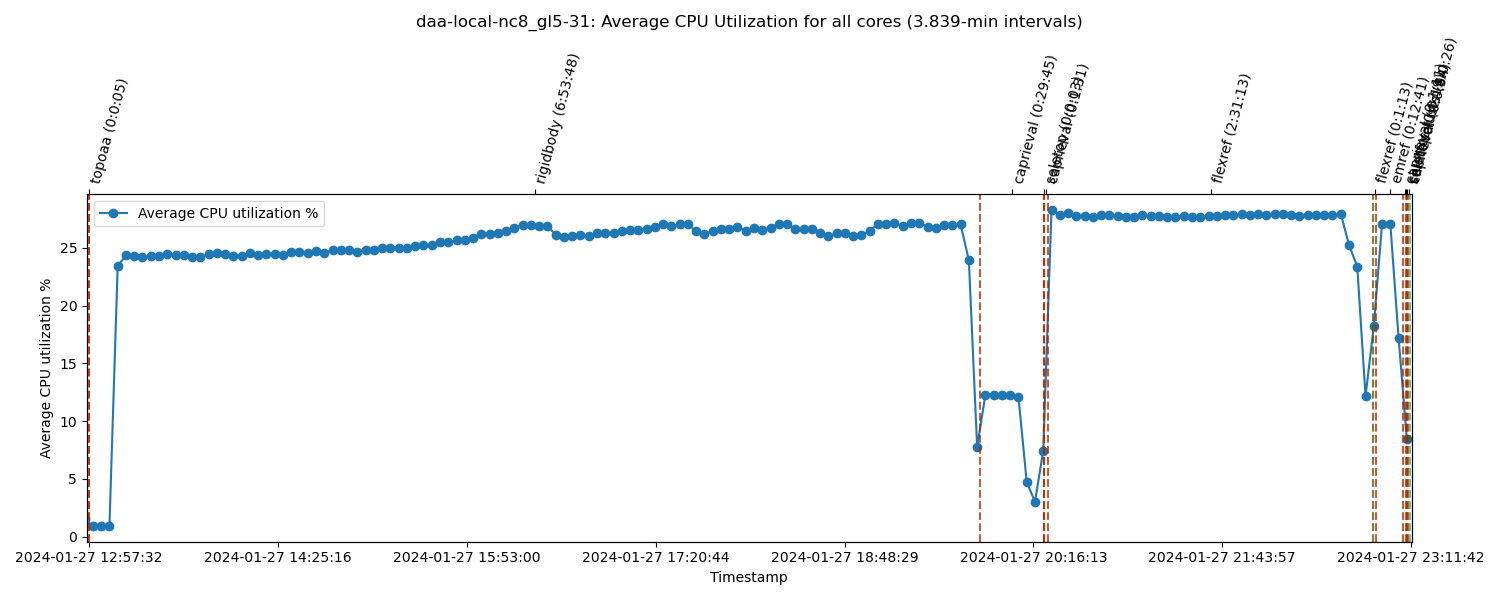 daa-local-nc8_gl5-31: Average CPU Utilization for all cores (3.839-min intervals)
topoaa (0:0:05)
rigidbody (6:53:48)
caprieval (0:29:45)
flexref (2:31:13)
flexref (0:1:13)
emref (0:12:41)
Average CPU utilization %
Average CPU utilization %
25
20
15
10
5
0
2024-01-27 12:57:32
2024-01-27 14:25:16
2024-01-27 15:53:00
2024-01-27 17:20:44
2024-01-27 18:48:29
2024-01-27 20:16:13
2024-01-27 21:43:57
2024-01-27 23:11:42
Timestamp